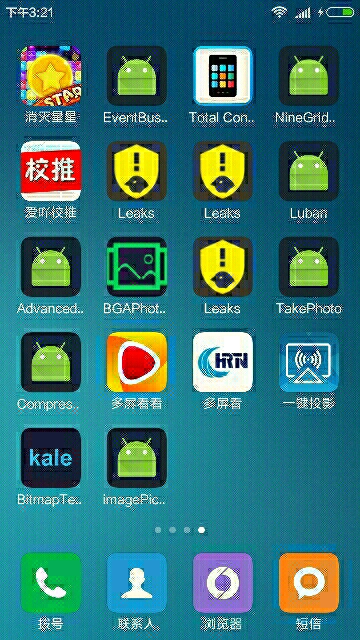 下午3:21
STAR
消灭星星
EventBus..
Total Con..
NineGrid..
校推
爱听校推
Leaks
Leaks
Luban
Advanced..
BGAPhot..
Leaks
TakePhoto
Compres..
HRTN
多屏看看
多屏看
一键投影
kale
BitmapTe..
imagePic..
拨号
联系人
浏览器
短信